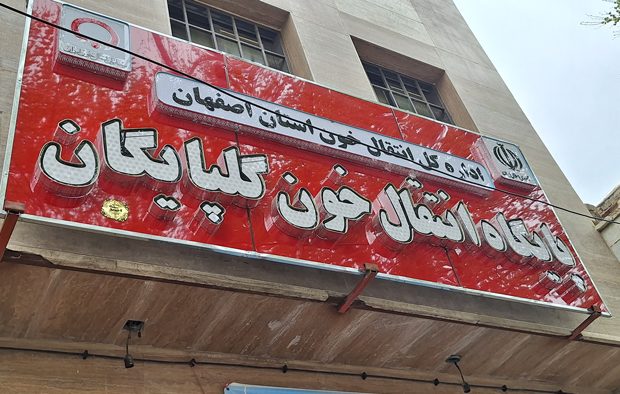 اداره کل انتقال خون استان اصفهان
پایگاه انتقال خون گلپایگان